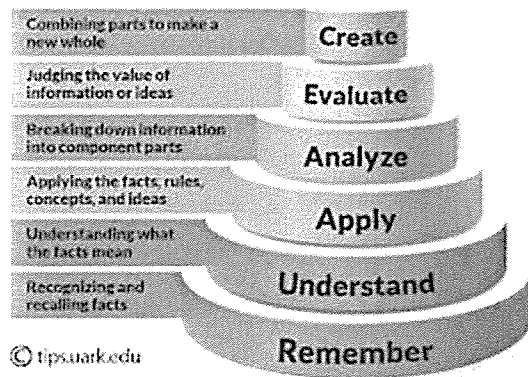 Combining parts to make a
new whole
Create
Judging the value of
information or ideas
Evaluate
Breaking down information
into component parts
Analyze
Applying the facts, rules,
concepts, and ideas
Apply
Understanding what
the facts mean
Understand
Recognizing and
recalling facts
Remember
© tips.uark.edu